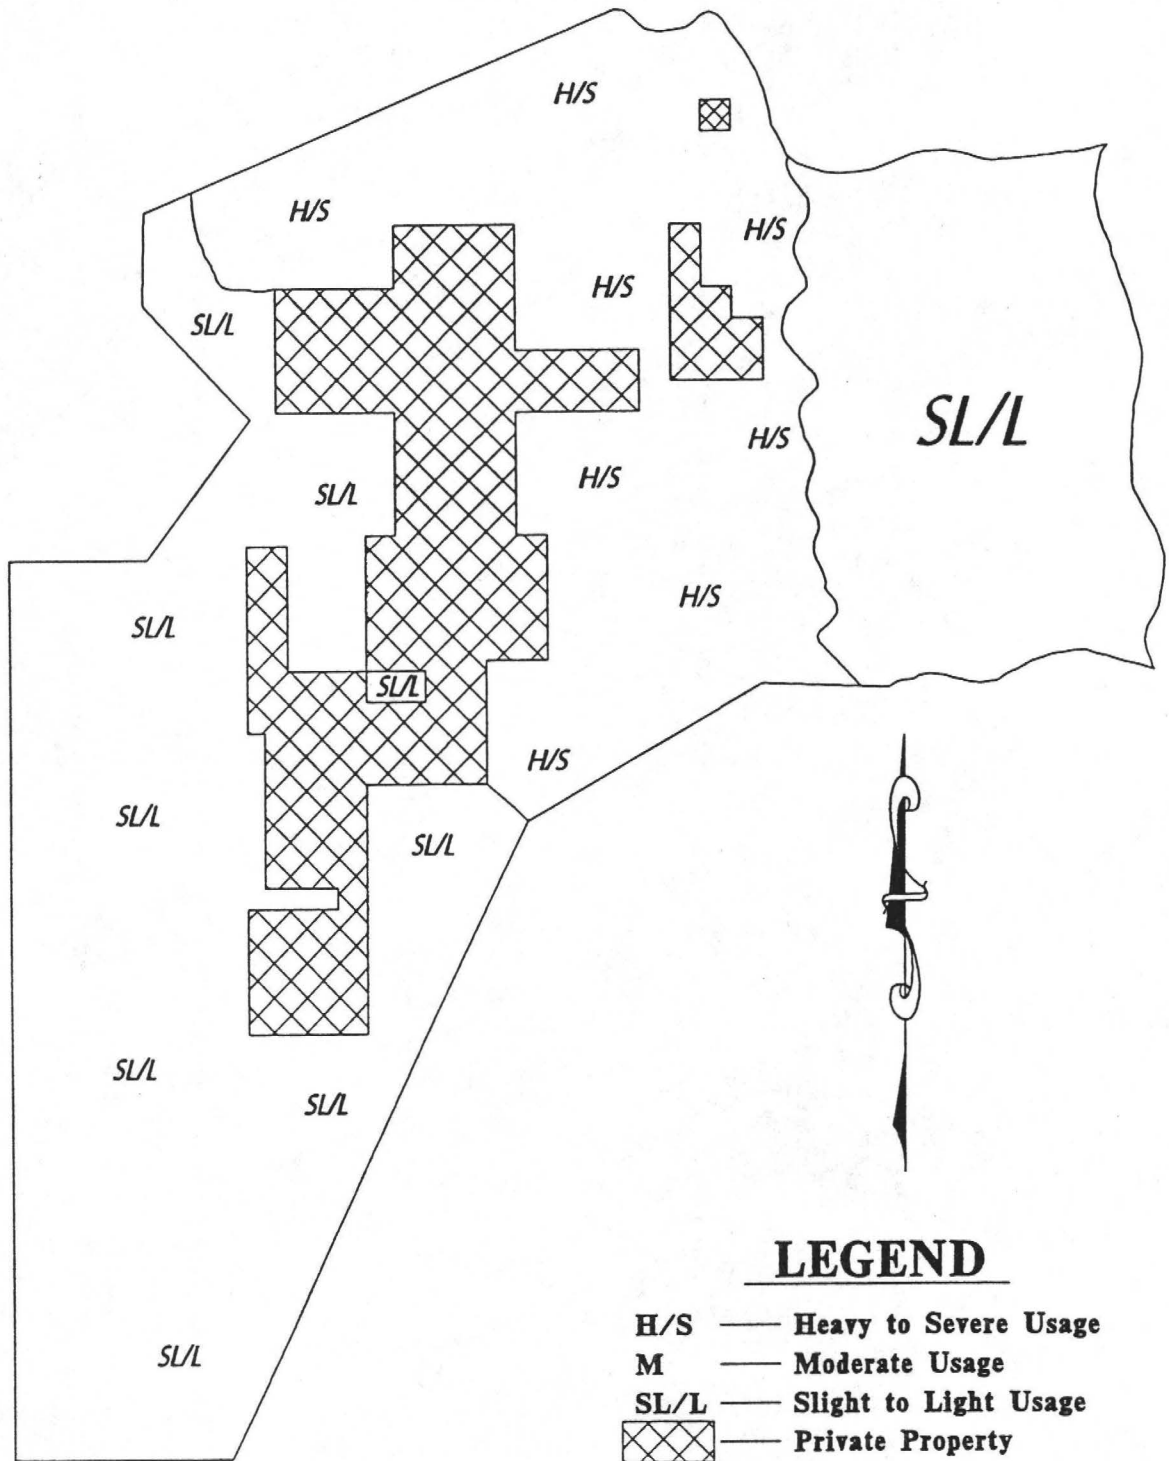 H/S
H/S
H/S
H/S
SL/L
SL/L
H/S
H/S
SL/L
H/S
SL/L
SL/L
H/S
SL/L
SL/L
SL/L
SL/L
SL/L
LEGEND
H/S — Heavy to Severe Usage
M — Moderate Usage
SL/L — Slight to Light Usage
— Private Property